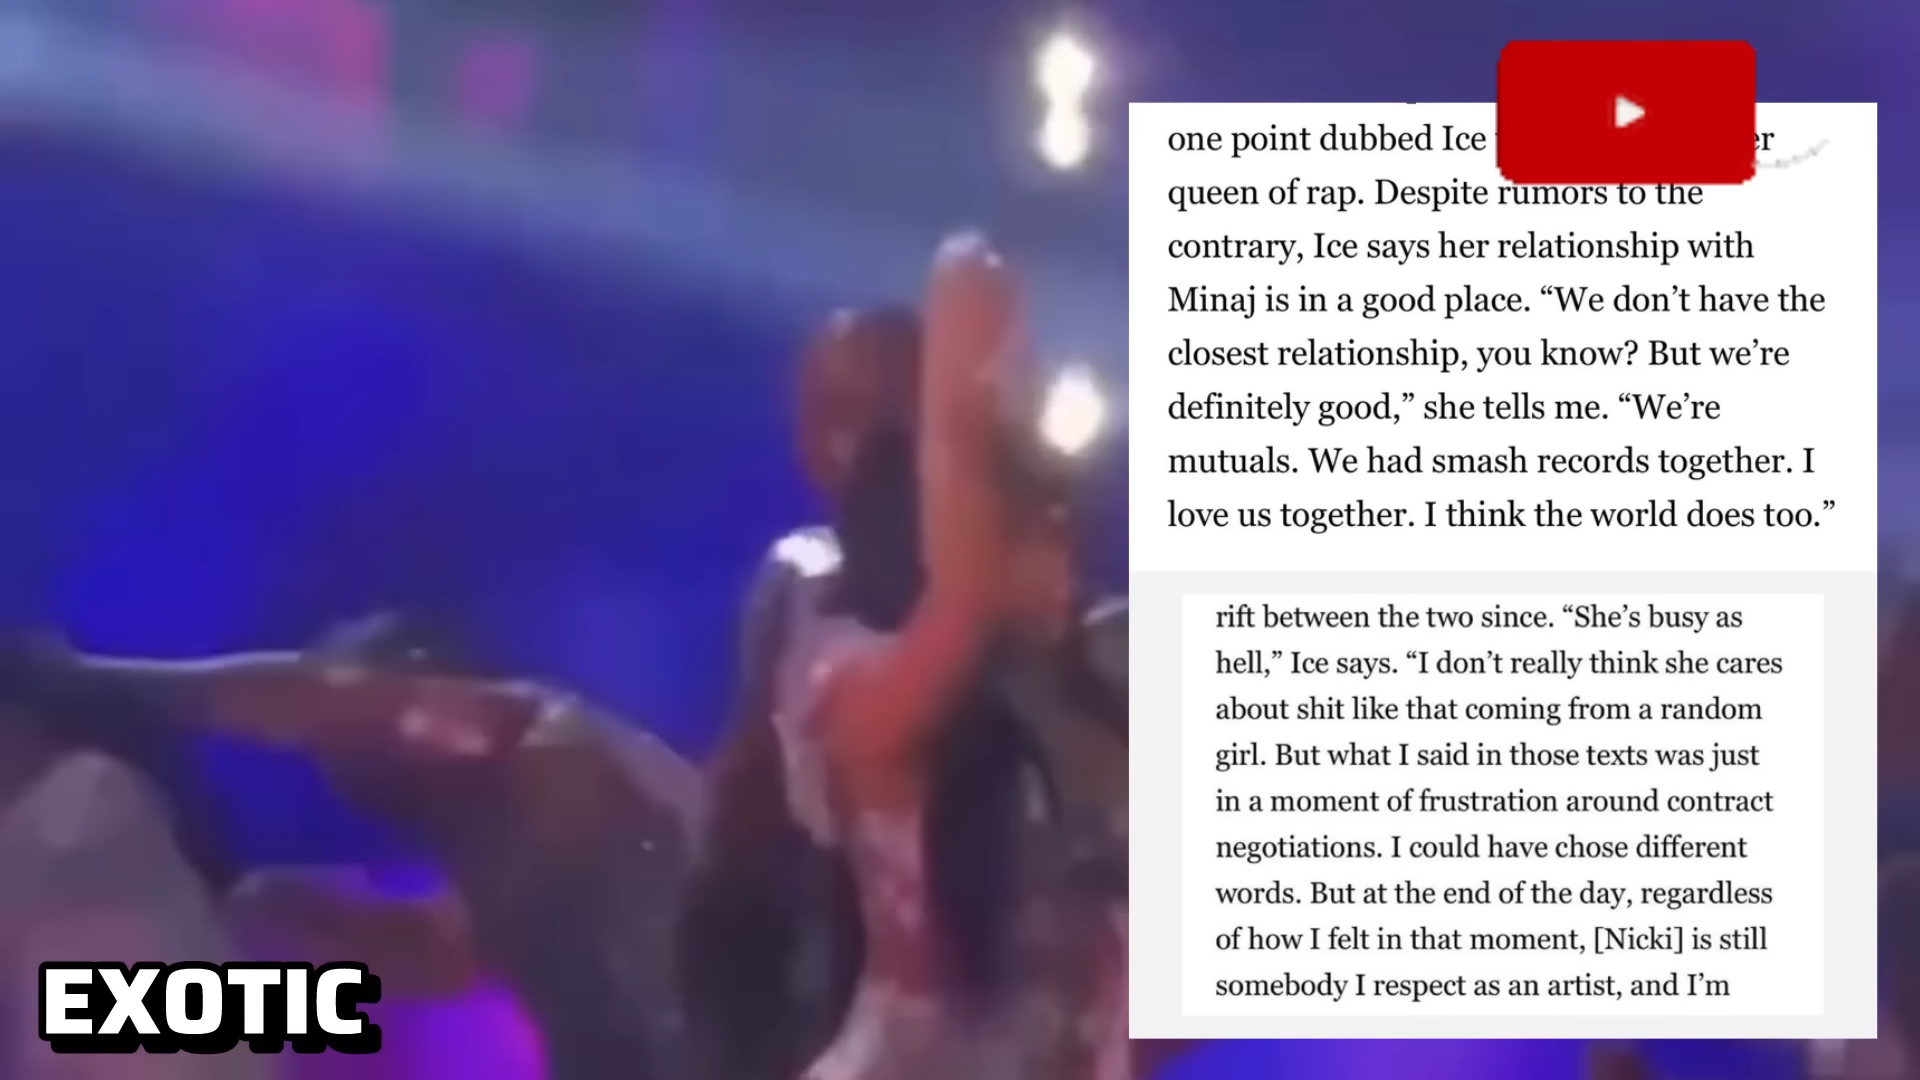 one point dubbed Ice
queen of rap. Despite rumors to the
contrary, Ice says her relationship with
Minaj is in a good place. “We don’t have the
closest relationship, you know? But we’re
definitely good,” she tells me. “We’re
mutuals. We had smash records together. I
love us together. I think the world does too.”
rift between the two since. “She’s busy as
hell,” Ice says. “I don’t really think she cares
about shit like that coming from a random
girl. But what I said in those texts was just
in a moment of frustration around contract
negotiations. I could have chose different
words. But at the end of the day, regardless
of how I felt in that moment, [Nicki] is still
somebody I respect as an artist, and I’m
EXOTIC